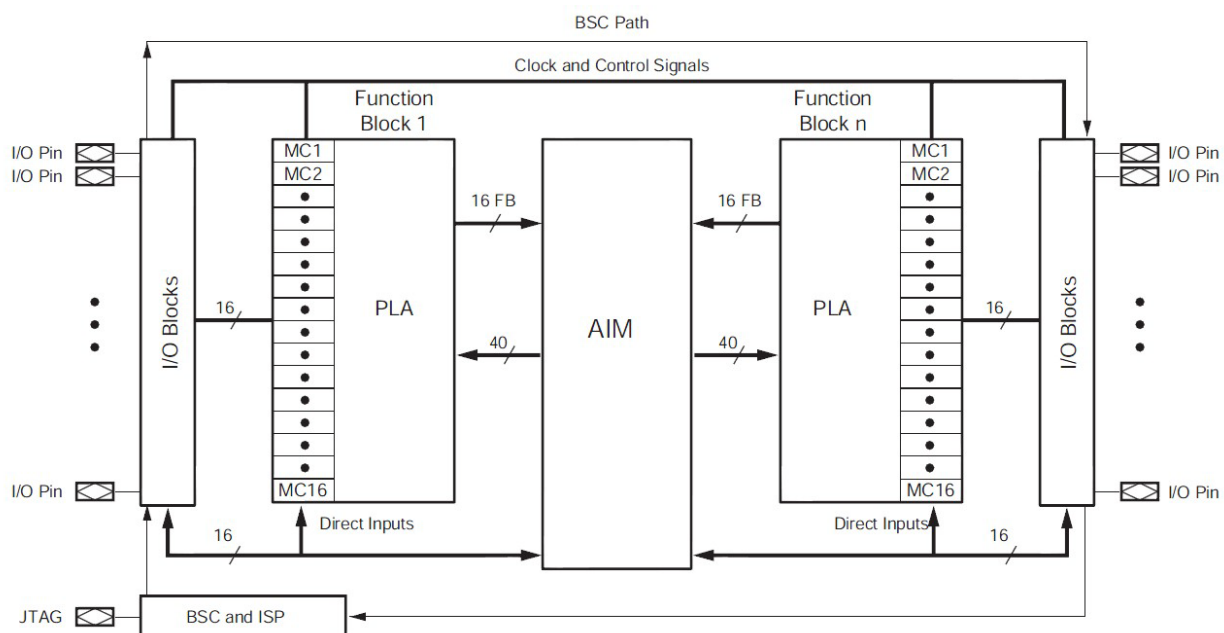 BSC Path
Clock and Control Signals
Function
Block 1
Function
Block n
I/O Pin
MC1
MC1
I/O Pin
I/O Pin
MC2
MC2
I/O Pin
16 FB
16 FB
I/O Blocks
16
PLA
AIM
PLA
16
I/O Blocks
40
40
I/O Pin
MC16
MC16
I/O Pin
Direct Inputs
Direct Inputs
16
16
JTAG
BSC and ISP